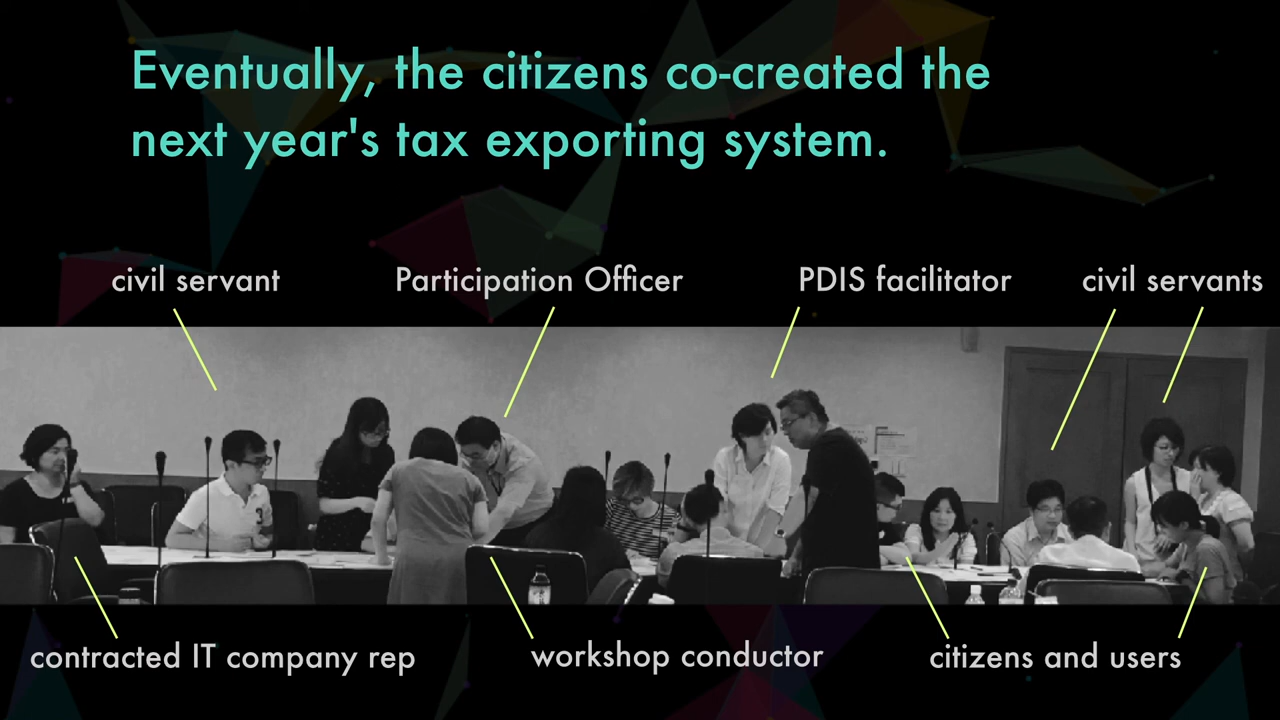 Eventually, the citizens co-created the
next year's tax exporting system.
civil servant
Participation Officer
PDIS facilitator
civil servants
contracted IT company rep
workshop conductor
citizens and users